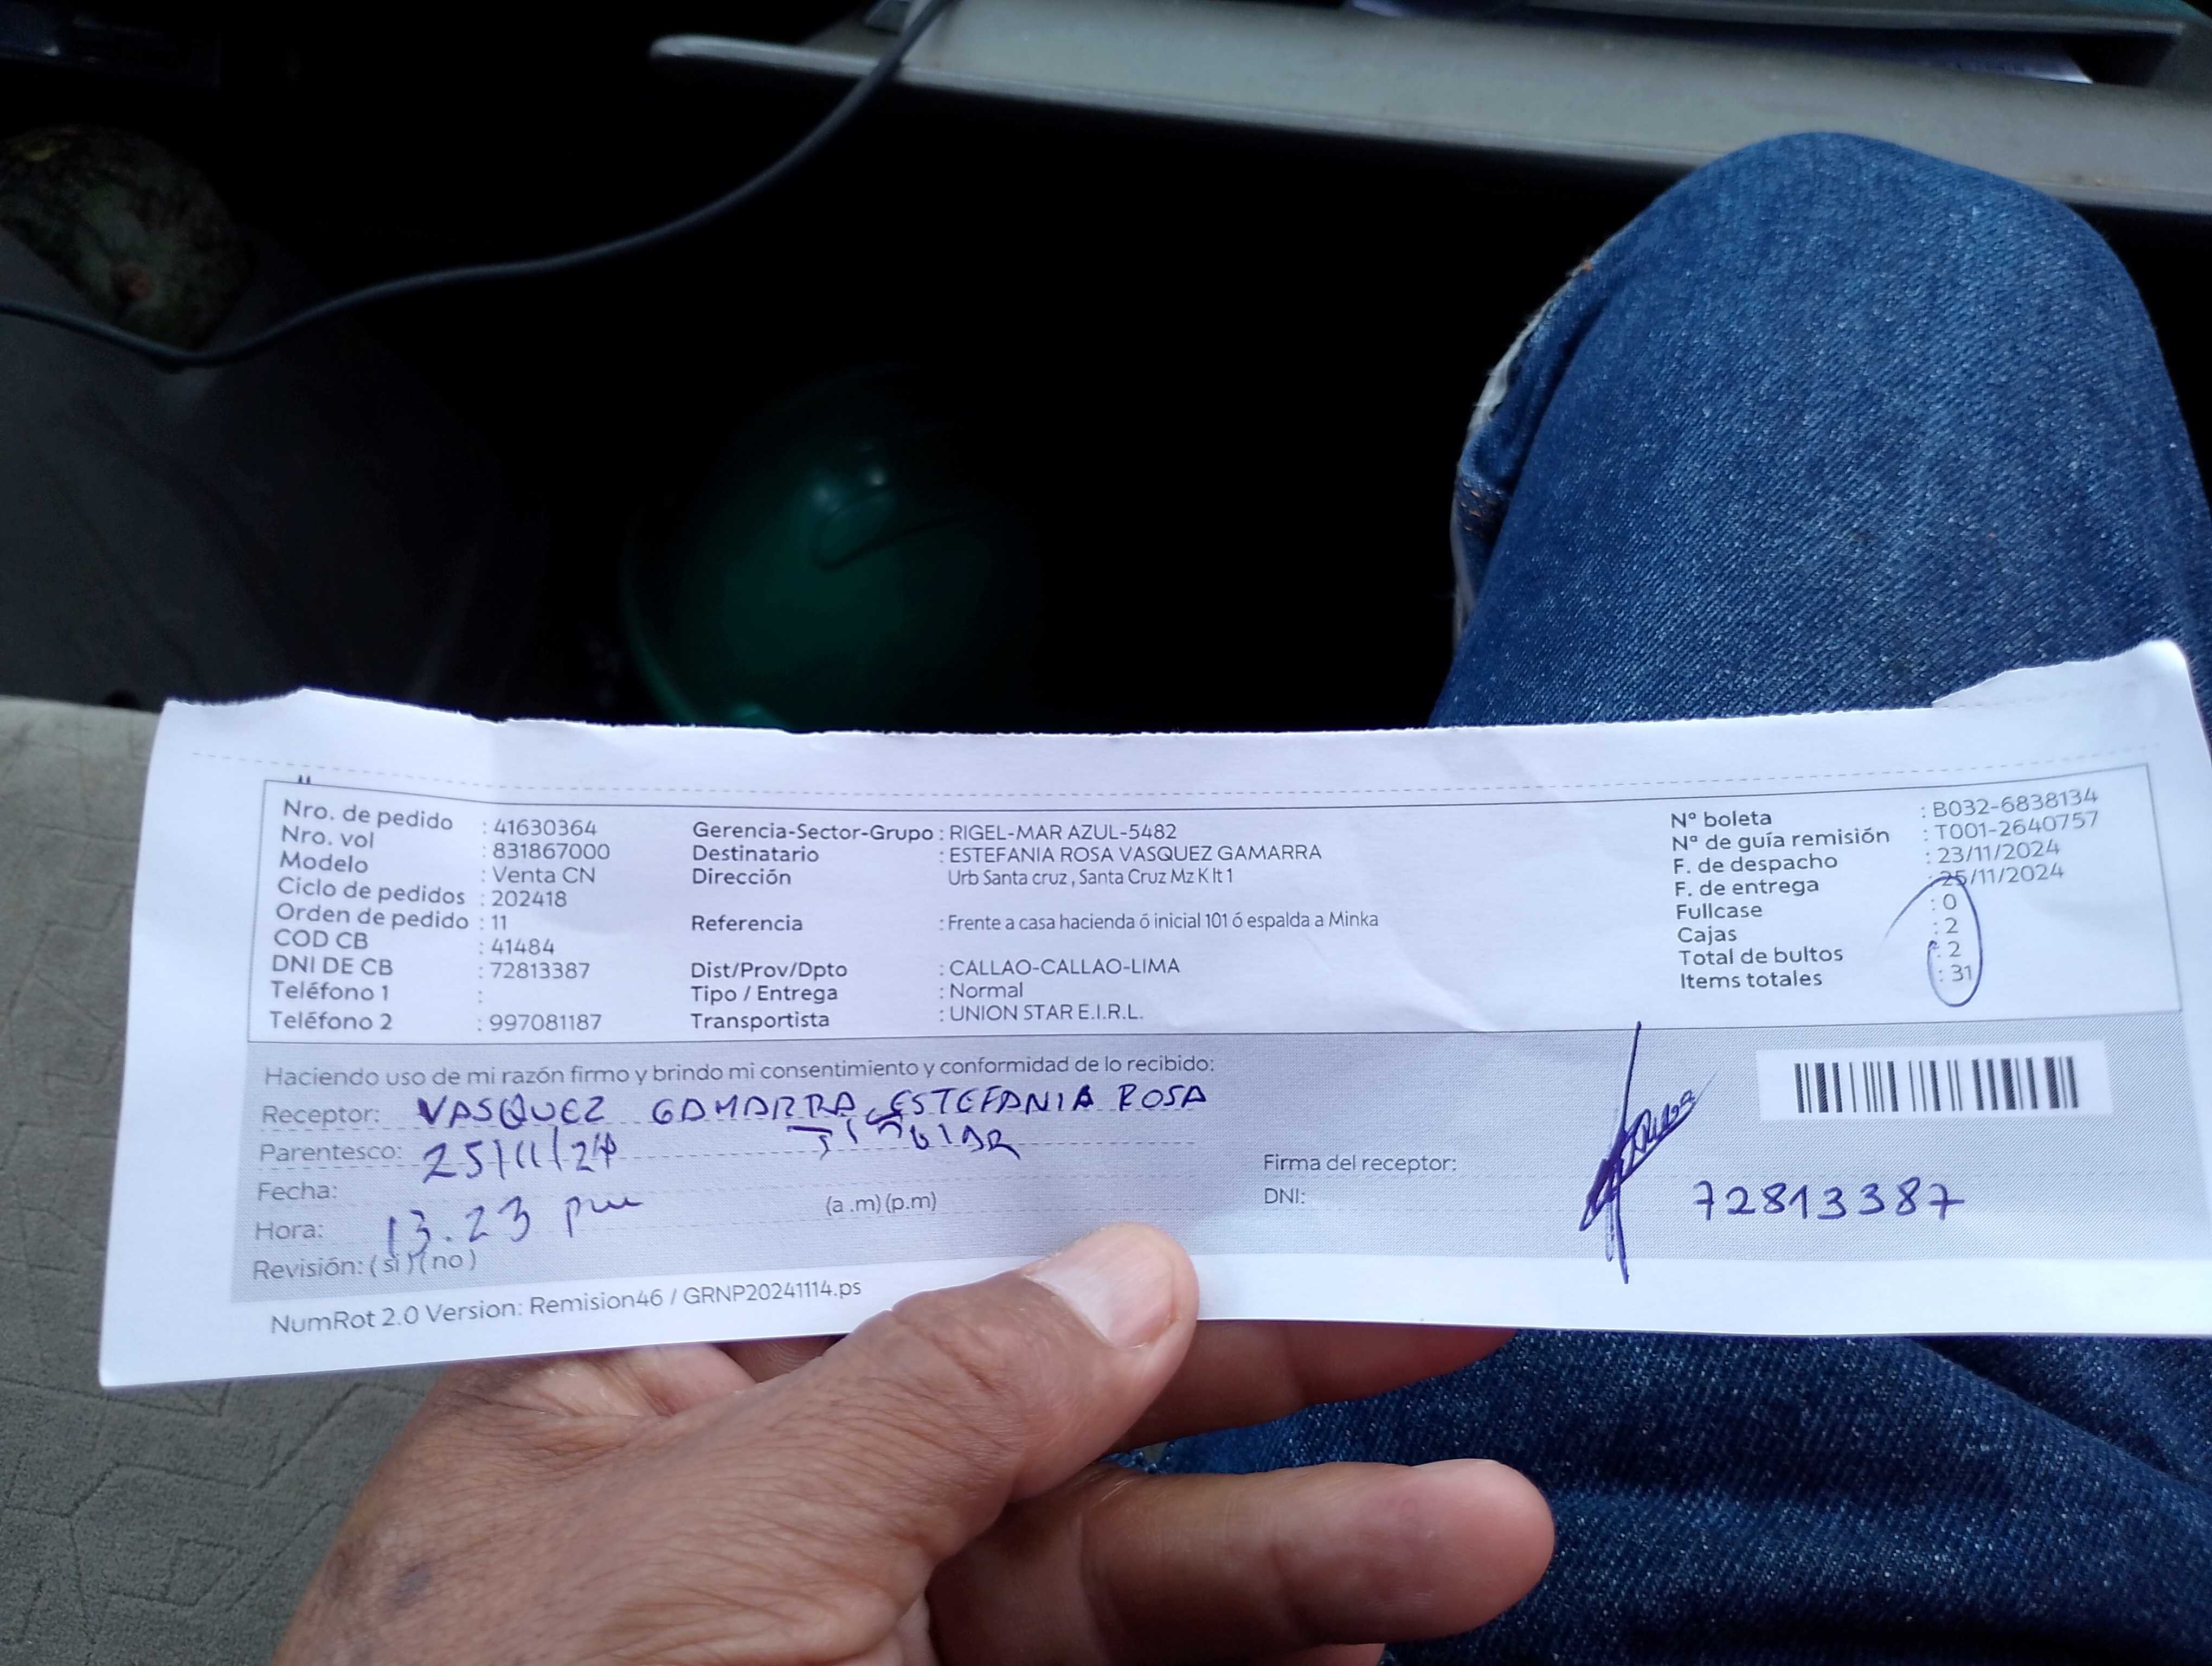 Nro. de pedido : 41630364
Nro. vol : 831867000
Modelo : Venta CN
Ciclo de pedidos : 202418
Orden de pedido : 11
COD CB : 41484
DNI DE CB : 72813387
Teléfono 1 :
Teléfono 2 : 997081187
Gerencia-Sector-Grupo : RIGEL-MAR AZUL-5482
Destinatario : ESTEFANIA ROSA VASQUEZ GAMARRA
Dirección Urb Santa cruz , Santa Cruz Mz K lt 1
Referencia : Frente a casa hacienda ó inicial 101 ó espalda a Minka
Dist/Prov/Dpto : CALLAO-CALLAO-LIMA
Tipo / Entrega : Normal
Transportista : UNION STAR E.I.R.L.
Nº boleta : B032-6838134
Nº de guía remisión : T001-2640757
F. de despacho : 23/11/2024
F. de entrega : 25/11/2024
Fullcase : 0
Cajas : 2
Total de bultos : 2
Items totales : 31
Haciendo uso de mi razón firmo y brindo mi consentimiento y conformidad de lo recibido:
Receptor: VASQUEZ GAMARRA, ESTEFANIA ROSA
Parentesco: TITULAR
Fecha: 25/11/24
Hora: 13.23 pm (a .m) (p.m)
Revisión: ( si ) ( no )
Firma del receptor:
DNI: 72813387
NumRot 2.0 Version: Remision46 / GRNP20241114.ps